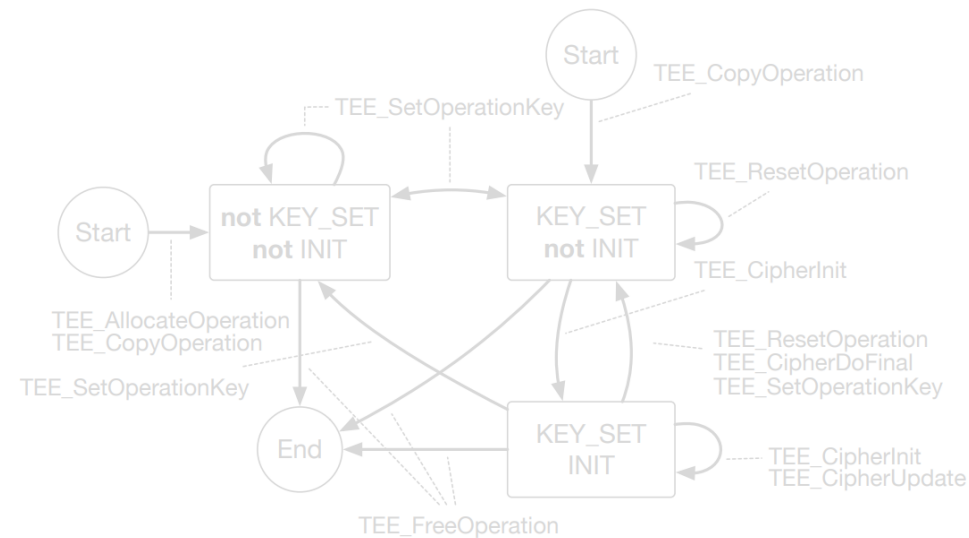 Start
TEE_CopyOperation
TEE_SetOperationKey
TEE_ResetOperation
Start
not KEY_SET
not INIT
KEY_SET
not INIT
TEE_CipherInit
TEE_AllocateOperation
TEE_CopyOperation
TEE_ResetOperation
TEE_CipherDoFinal
TEE_SetOperationKey
TEE_SetOperationKey
End
KEY_SET
INIT
TEE_CipherInit
TEE_CipherUpdate
TEE_FreeOperation